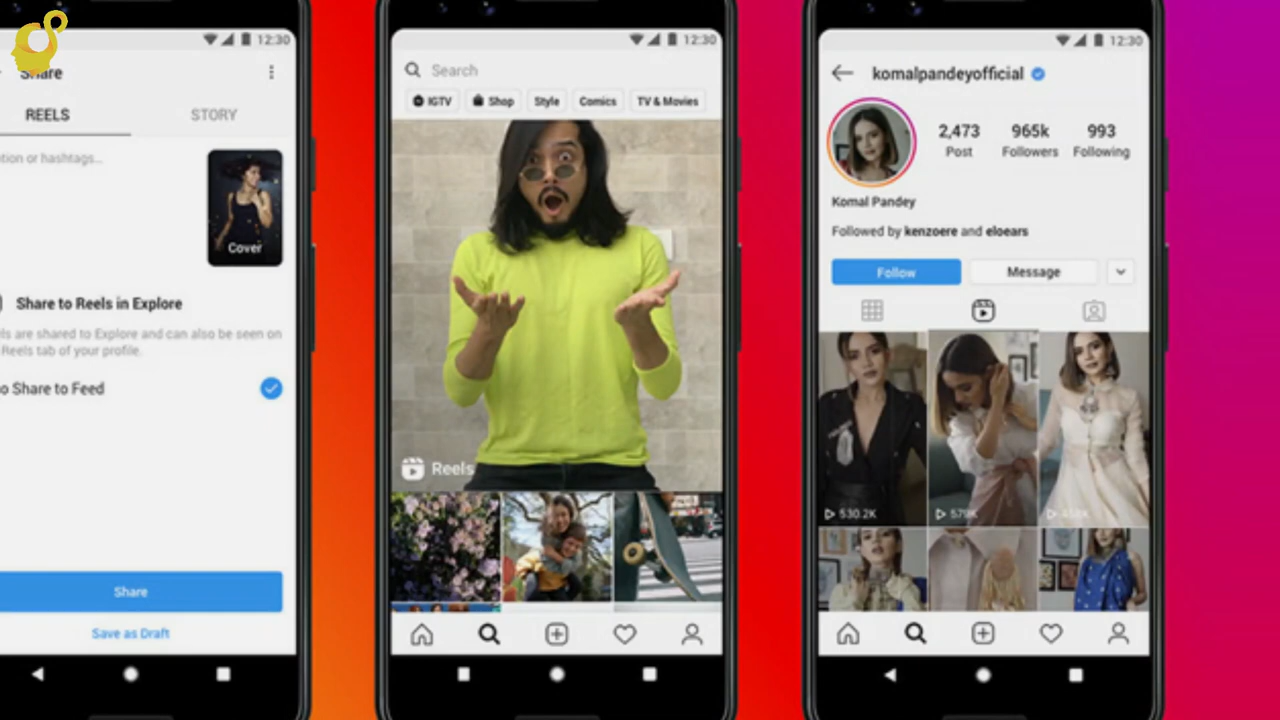 12:30
Share
REELS STORY
tion or hashtags...
Cover
Share to Reels in Explore
ls are shared to Explore and can also be seen on
Reels tab of your profile.
o Share to Feed
Share
Save as Draft
12:30
Search
IGTV Shop Style Comics TV & Movies
Reels
12:30
komalpandeyofficial
2,473 965k 993
Post Followers Following
Komal Pandey
Followed by kenzoere and eloears
Follow Message
530.2K 579K